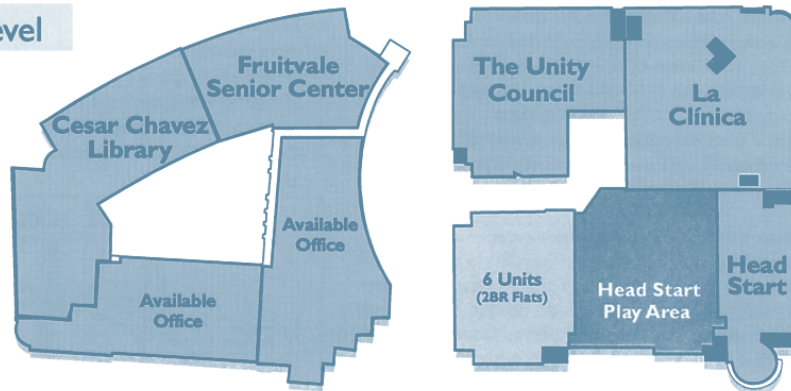 evel
Fruitvale
Senior Center
Cesar Chavez
Library
Available
Office
Available
Office
The Unity
Council
La
Clínica
6 Units
(2BR Flats)
Head Start
Play Area
Head
Start